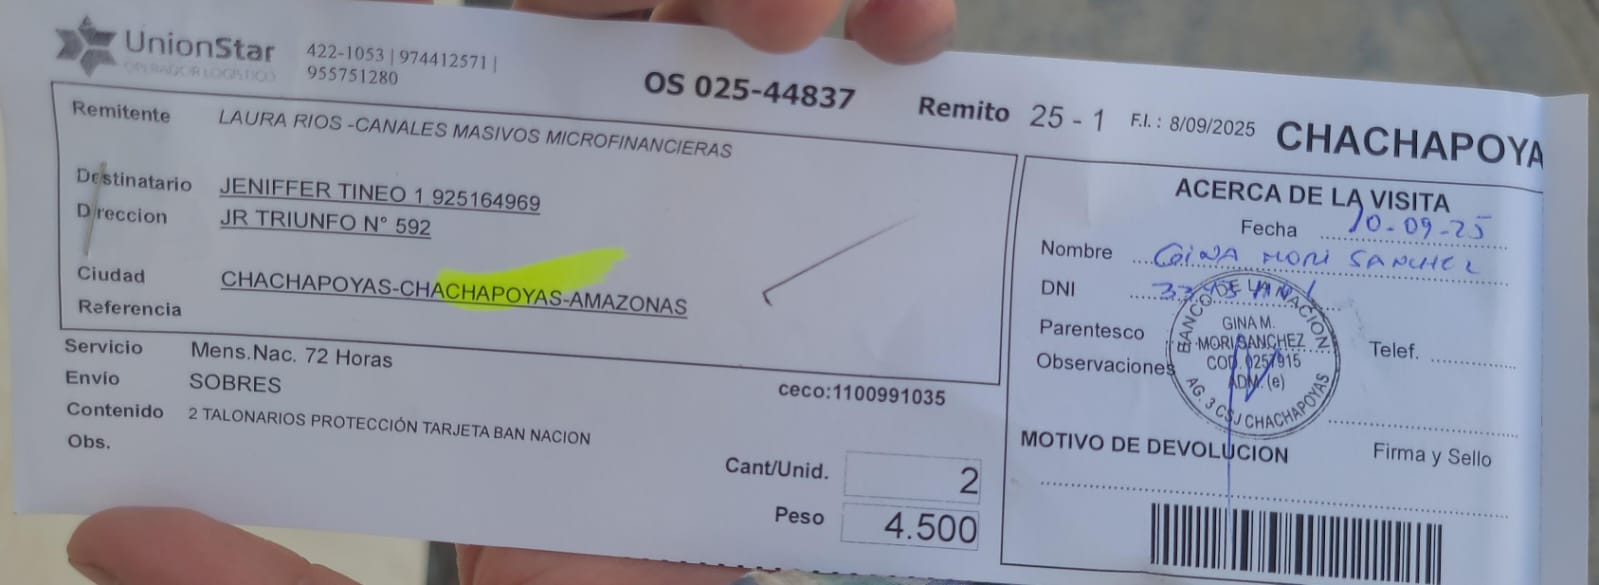 UnionStar
OPERADOR LOGÍSTICO
422-1053 | 974412571 |
955751280
OS 025-44837
Remito 25 - 1
F.I. : 8/09/2025
CHACHAPOYA
Remitente LAURA RIOS -CANALES MASIVOS MICROFINANCIERAS
Destinatario JENIFFER TINEO 1 925164969
Direccion JR TRIUNFO N° 592
Ciudad CHACHAPOYAS-CHACHAPOYAS-AMAZONAS
Referencia
Servicio Mens.Nac. 72 Horas
Envío SOBRES
ceco:1100991035
Contenido 2 TALONARIOS PROTECCIÓN TARJETA BAN NACION
Obs.
Cant/Unid. 2
Peso 4.500
ACERCA DE LA VISITA
Fecha 10-09-25
Nombre GINA MORI SANCHEZ
DNI
Parentesco
Telef.
Observaciones
BANCO DE LA NACION
GINA M.
MORI SANCHEZ
COD. 0257915
ADM. (e)
AG. 3 CSJ CHACHAPOYAS
MOTIVO DE DEVOLUCION
Firma y Sello